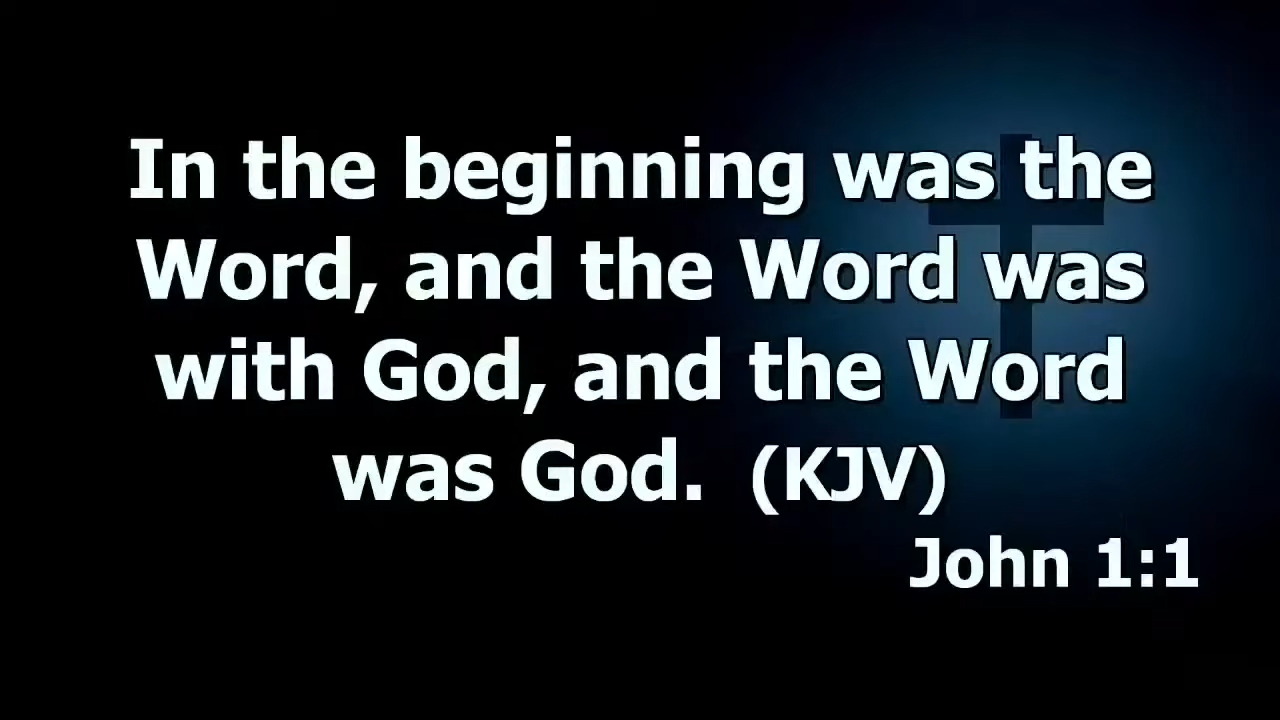 In the beginning was the
Word, and the Word was
with God, and the Word
was God. (KJV)
John 1:1